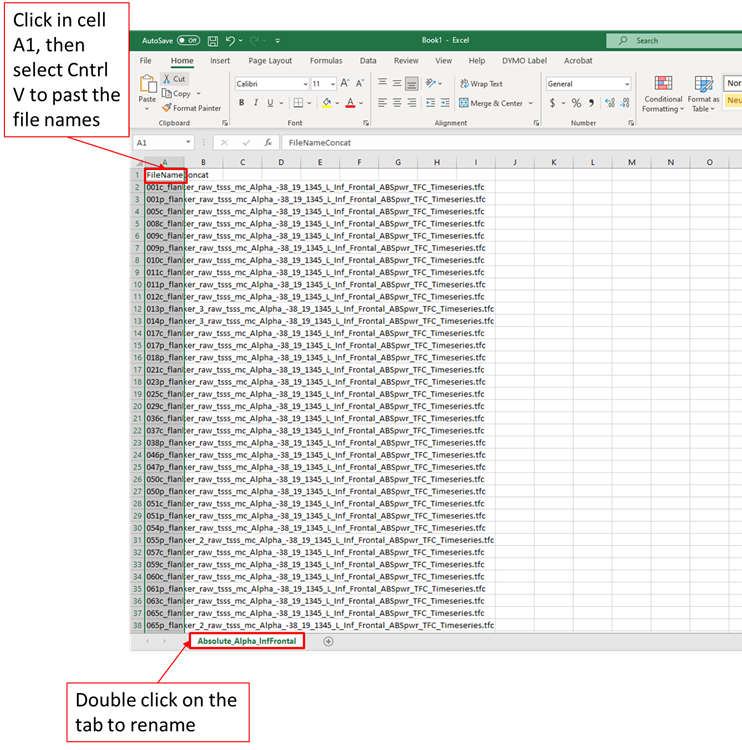 Click in cell
A1, then
select Cntrl
V to past the
file names
AutoSave Off Book1 - Excel Search
File Home Insert Page Layout Formulas Data Review View Help DYMO Label Acrobat
Cut
Copy
Format Painter
Paste
Calibri 11 A^ A˅
B I U A
Wrap Text
Merge & Center
General
$ % 9
Conditional Formatting
Format as Table
Nor
Neu
Clipboard Font Alignment Number
A1 fx FileNameConcat
A B C D E F G H I J K L M N O
1 FileNameConcat
2 001c_flanker_raw_tsss_mc_Alpha_-38_19_1345_L_Inf_Frontal_ABSpwr_TFC_Timeseries.tfc
3 001p_flanker_raw_tsss_mc_Alpha_-38_19_1345_L_Inf_Frontal_ABSpwr_TFC_Timeseries.tfc
4 005c_flanker_raw_tsss_mc_Alpha_-38_19_1345_L_Inf_Frontal_ABSpwr_TFC_Timeseries.tfc
5 008c_flanker_raw_tsss_mc_Alpha_-38_19_1345_L_Inf_Frontal_ABSpwr_TFC_Timeseries.tfc
6 009c_flanker_raw_tsss_mc_Alpha_-38_19_1345_L_Inf_Frontal_ABSpwr_TFC_Timeseries.tfc
7 009p_flanker_raw_tsss_mc_Alpha_-38_19_1345_L_Inf_Frontal_ABSpwr_TFC_Timeseries.tfc
8 010c_flanker_raw_tsss_mc_Alpha_-38_19_1345_L_Inf_Frontal_ABSpwr_TFC_Timeseries.tfc
9 011c_flanker_raw_tsss_mc_Alpha_-38_19_1345_L_Inf_Frontal_ABSpwr_TFC_Timeseries.tfc
10 011p_flanker_raw_tsss_mc_Alpha_-38_19_1345_L_Inf_Frontal_ABSpwr_TFC_Timeseries.tfc
11 012c_flanker_raw_tsss_mc_Alpha_-38_19_1345_L_Inf_Frontal_ABSpwr_TFC_Timeseries.tfc
12 013p_flanker_3_raw_tsss_mc_Alpha_-38_19_1345_L_Inf_Frontal_ABSpwr_TFC_Timeseries.tfc
13 014p_flanker_3_raw_tsss_mc_Alpha_-38_19_1345_L_Inf_Frontal_ABSpwr_TFC_Timeseries.tfc
14 017c_flanker_raw_tsss_mc_Alpha_-38_19_1345_L_Inf_Frontal_ABSpwr_TFC_Timeseries.tfc
15 017p_flanker_raw_tsss_mc_Alpha_-38_19_1345_L_Inf_Frontal_ABSpwr_TFC_Timeseries.tfc
16 018p_flanker_raw_tsss_mc_Alpha_-38_19_1345_L_Inf_Frontal_ABSpwr_TFC_Timeseries.tfc
17 021c_flanker_raw_tsss_mc_Alpha_-38_19_1345_L_Inf_Frontal_ABSpwr_TFC_Timeseries.tfc
18 023p_flanker_raw_tsss_mc_Alpha_-38_19_1345_L_Inf_Frontal_ABSpwr_TFC_Timeseries.tfc
19 025c_flanker_raw_tsss_mc_Alpha_-38_19_1345_L_Inf_Frontal_ABSpwr_TFC_Timeseries.tfc
20 029c_flanker_raw_tsss_mc_Alpha_-38_19_1345_L_Inf_Frontal_ABSpwr_TFC_Timeseries.tfc
21 036c_flanker_raw_tsss_mc_Alpha_-38_19_1345_L_Inf_Frontal_ABSpwr_TFC_Timeseries.tfc
22 037c_flanker_raw_tsss_mc_Alpha_-38_19_1345_L_Inf_Frontal_ABSpwr_TFC_Timeseries.tfc
23 038p_flanker_raw_tsss_mc_Alpha_-38_19_1345_L_Inf_Frontal_ABSpwr_TFC_Timeseries.tfc
24 046p_flanker_raw_tsss_mc_Alpha_-38_19_1345_L_Inf_Frontal_ABSpwr_TFC_Timeseries.tfc
25 047p_flanker_raw_tsss_mc_Alpha_-38_19_1345_L_Inf_Frontal_ABSpwr_TFC_Timeseries.tfc
26 050c_flanker_raw_tsss_mc_Alpha_-38_19_1345_L_Inf_Frontal_ABSpwr_TFC_Timeseries.tfc
27 050p_flanker_raw_tsss_mc_Alpha_-38_19_1345_L_Inf_Frontal_ABSpwr_TFC_Timeseries.tfc
28 051c_flanker_raw_tsss_mc_Alpha_-38_19_1345_L_Inf_Frontal_ABSpwr_TFC_Timeseries.tfc
29 051p_flanker_raw_tsss_mc_Alpha_-38_19_1345_L_Inf_Frontal_ABSpwr_TFC_Timeseries.tfc
30 054p_flanker_raw_tsss_mc_Alpha_-38_19_1345_L_Inf_Frontal_ABSpwr_TFC_Timeseries.tfc
31 055p_flanker_2_raw_tsss_mc_Alpha_-38_19_1345_L_Inf_Frontal_ABSpwr_TFC_Timeseries.tfc
32 057c_flanker_raw_tsss_mc_Alpha_-38_19_1345_L_Inf_Frontal_ABSpwr_TFC_Timeseries.tfc
33 059c_flanker_raw_tsss_mc_Alpha_-38_19_1345_L_Inf_Frontal_ABSpwr_TFC_Timeseries.tfc
34 060c_flanker_raw_tsss_mc_Alpha_-38_19_1345_L_Inf_Frontal_ABSpwr_TFC_Timeseries.tfc
35 061p_flanker_raw_tsss_mc_Alpha_-38_19_1345_L_Inf_Frontal_ABSpwr_TFC_Timeseries.tfc
36 063c_flanker_raw_tsss_mc_Alpha_-38_19_1345_L_Inf_Frontal_ABSpwr_TFC_Timeseries.tfc
37 065c_flanker_raw_tsss_mc_Alpha_-38_19_1345_L_Inf_Frontal_ABSpwr_TFC_Timeseries.tfc
38 065p_flanker_2_raw_tsss_mc_Alpha_-38_19_1345_L_Inf_Frontal_ABSpwr_TFC_Timeseries.tfc
Absolute_Alpha_InfFrontal
Double click on the
tab to rename